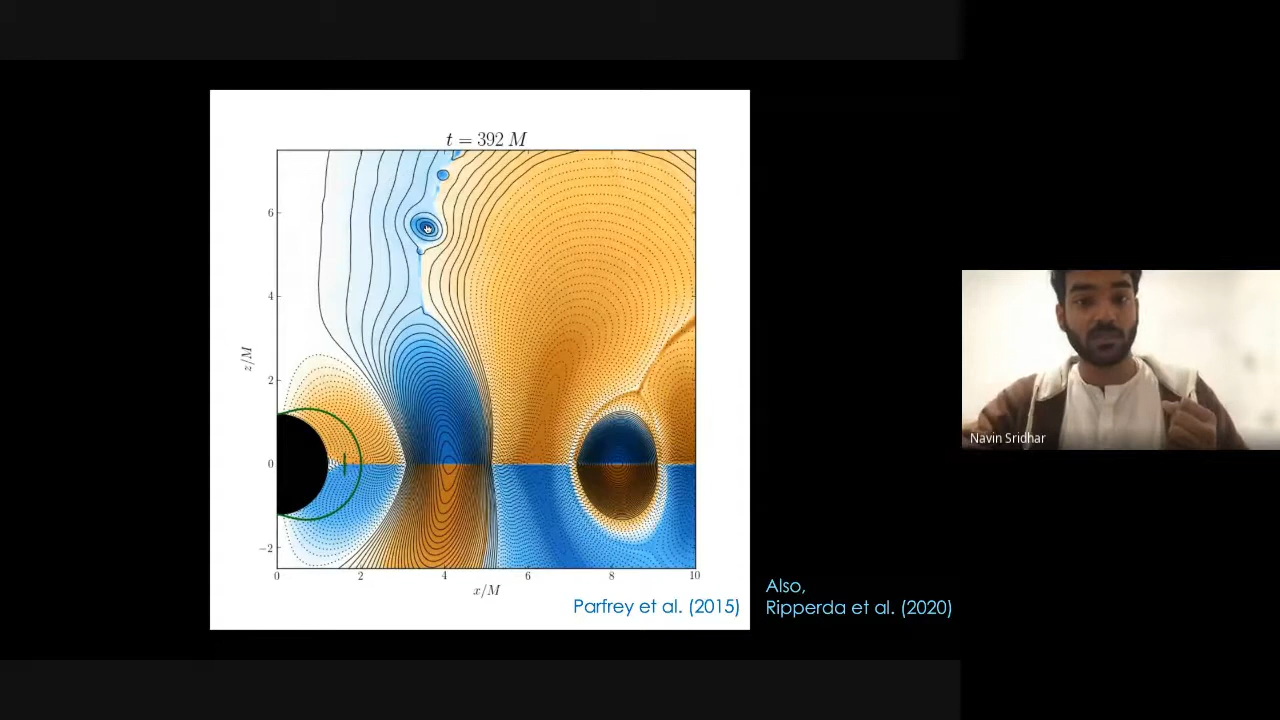 t = 392 M
6
4
2
0
−2
z/M
0 2 4 6 8 10
x/M
Parfrey et al. (2015)
Also,
Ripperda et al. (2020)
Navin Sridhar